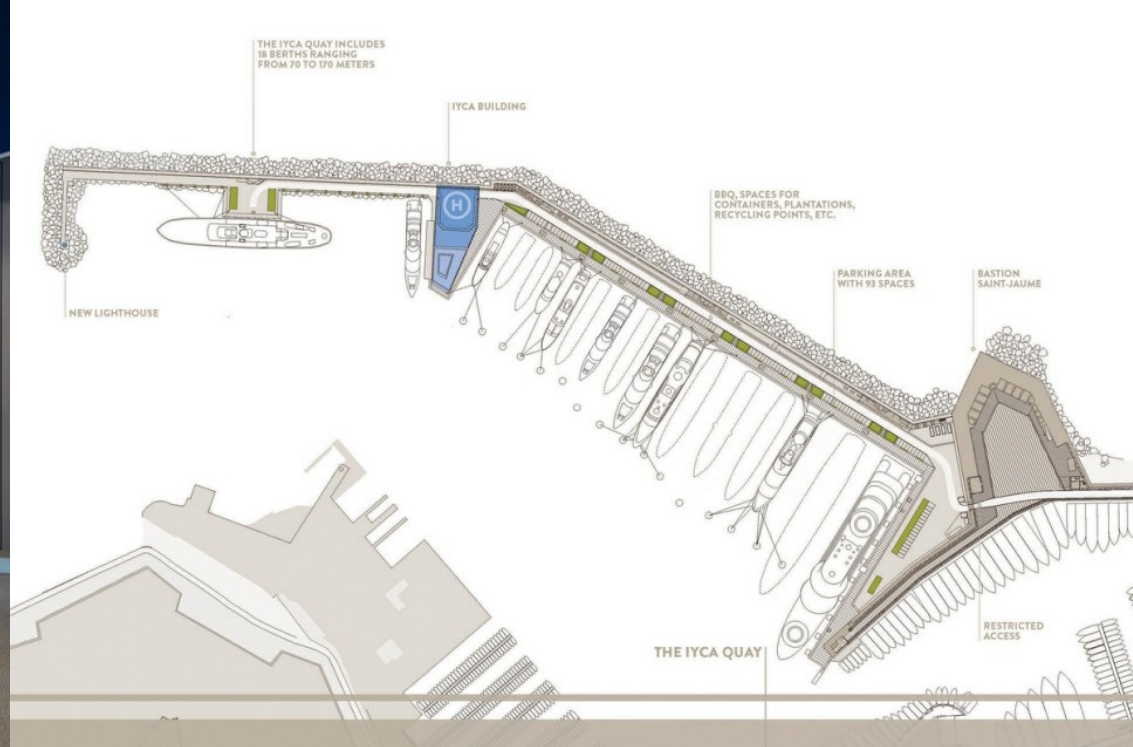 THE IYCA QUAY INCLUDES
18 BERTHS RANGING
FROM 70 TO 170 METERS
IYCA BUILDING
H
BBQ, SPACES FOR
CONTAINERS, PLANTATIONS,
RECYCLING POINTS, ETC.
PARKING AREA
WITH 93 SPACES
BASTION
SAINT-JAUME
NEW LIGHTHOUSE
RESTRICTED
ACCESS
THE IYCA QUAY